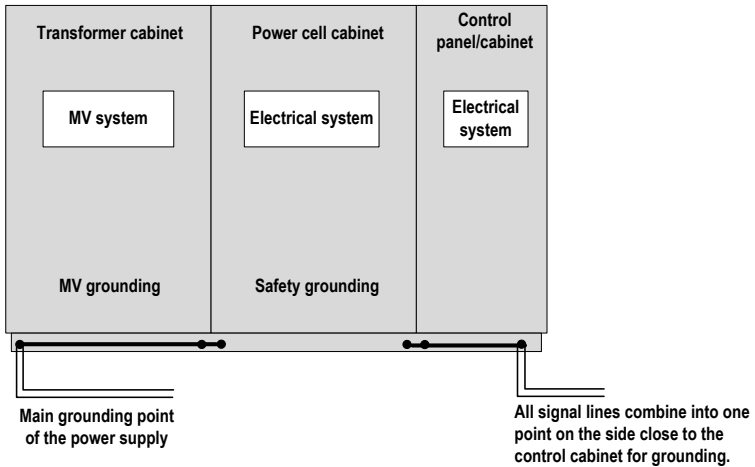 Transformer cabinet
Power cell cabinet
Control
panel/cabinet
MV system
Electrical system
Electrical
system
MV grounding
Safety grounding
Main grounding point
of the power supply
All signal lines combine into one
point on the side close to the
control cabinet for grounding.